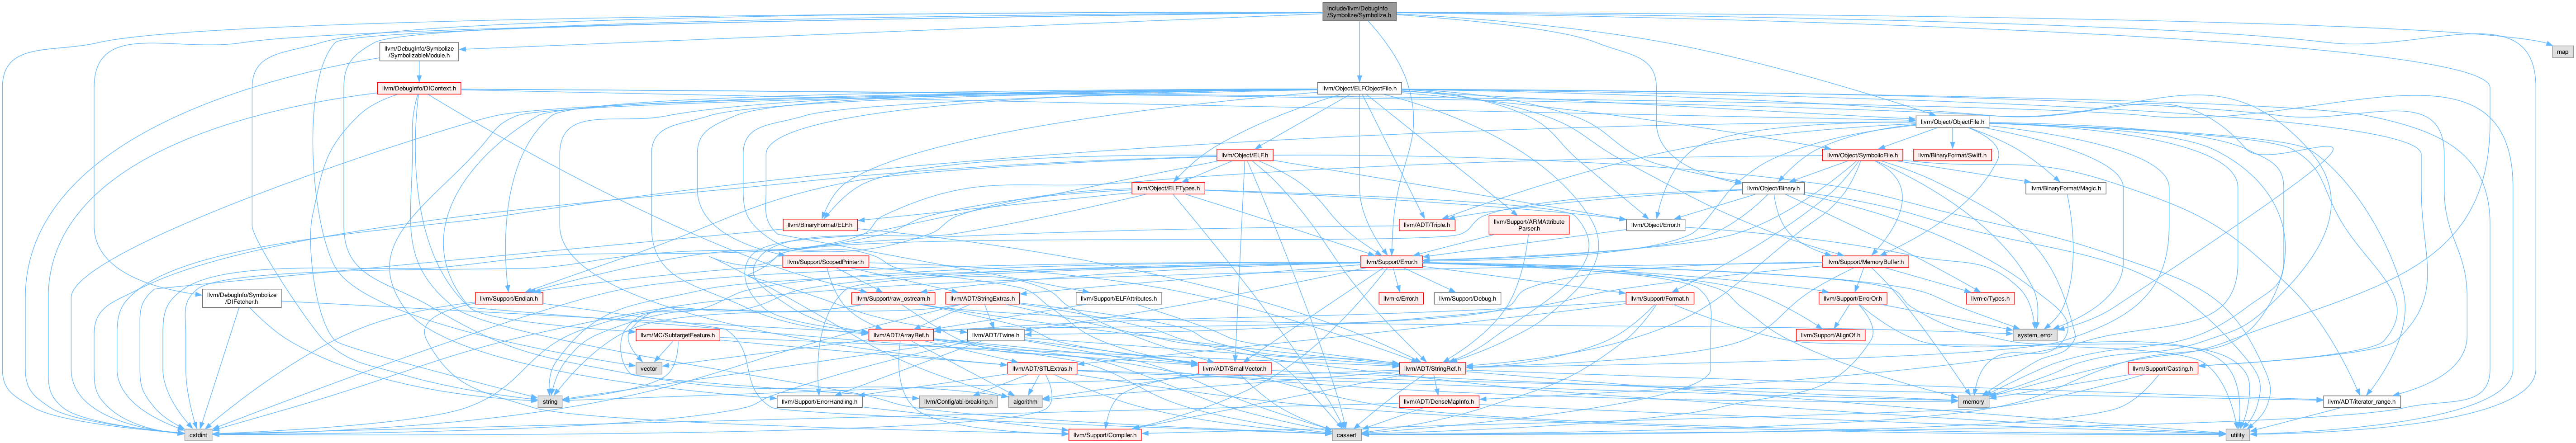 include/llvm/DebugInfo
/Symbolize/Symbolize.h
llvm/DebugInfo/Symbolize
/SymbolizableModule.h
map
llvm/DebugInfo/DIContext.h
llvm/Object/ELFObjectFile.h
llvm/Object/ObjectFile.h
llvm/Object/ELF.h
llvm/Object/SymbolicFile.h
llvm/BinaryFormat/Swift.h
llvm/Object/ELFTypes.h
llvm/Object/Binary.h
llvm/BinaryFormat/Magic.h
llvm/BinaryFormat/ELF.h
llvm/ADT/Triple.h
llvm/Support/ARMAttribute
Parser.h
llvm/Object/Error.h
llvm/Support/ScopedPrinter.h
llvm/Support/Error.h
llvm/Support/MemoryBuffer.h
llvm/DebugInfo/Symbolize
/DIFetcher.h
llvm/Support/Endian.h
llvm/Support/raw_ostream.h
llvm/ADT/StringExtras.h
llvm/Support/ELFAttributes.h
llvm-c/Error.h
llvm/Support/Debug.h
llvm/Support/Format.h
llvm/Support/ErrorOr.h
llvm-c/Types.h
llvm/MC/SubtargetFeature.h
llvm/ADT/ArrayRef.h
llvm/ADT/Twine.h
llvm/Support/AlignOf.h
system_error
vector
llvm/ADT/STLExtras.h
llvm/ADT/SmallVector.h
llvm/ADT/StringRef.h
llvm/Support/Casting.h
string
llvm/Support/ErrorHandling.h
llvm/Config/abi-breaking.h
algorithm
llvm/ADT/DenseMapInfo.h
memory
llvm/ADT/iterator_range.h
cstdint
llvm/Support/Compiler.h
cassert
utility